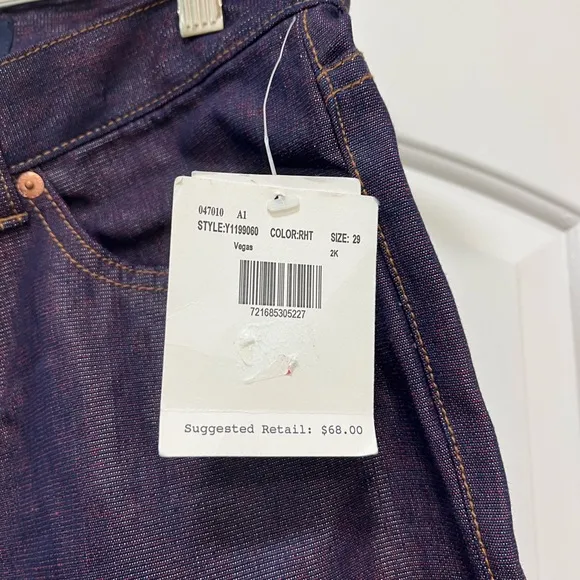 047010 A1
STYLE:Y1199060 COLOR:RHT SIZE: 29
Vegas 2K
721685305227
Suggested Retail: $68.00